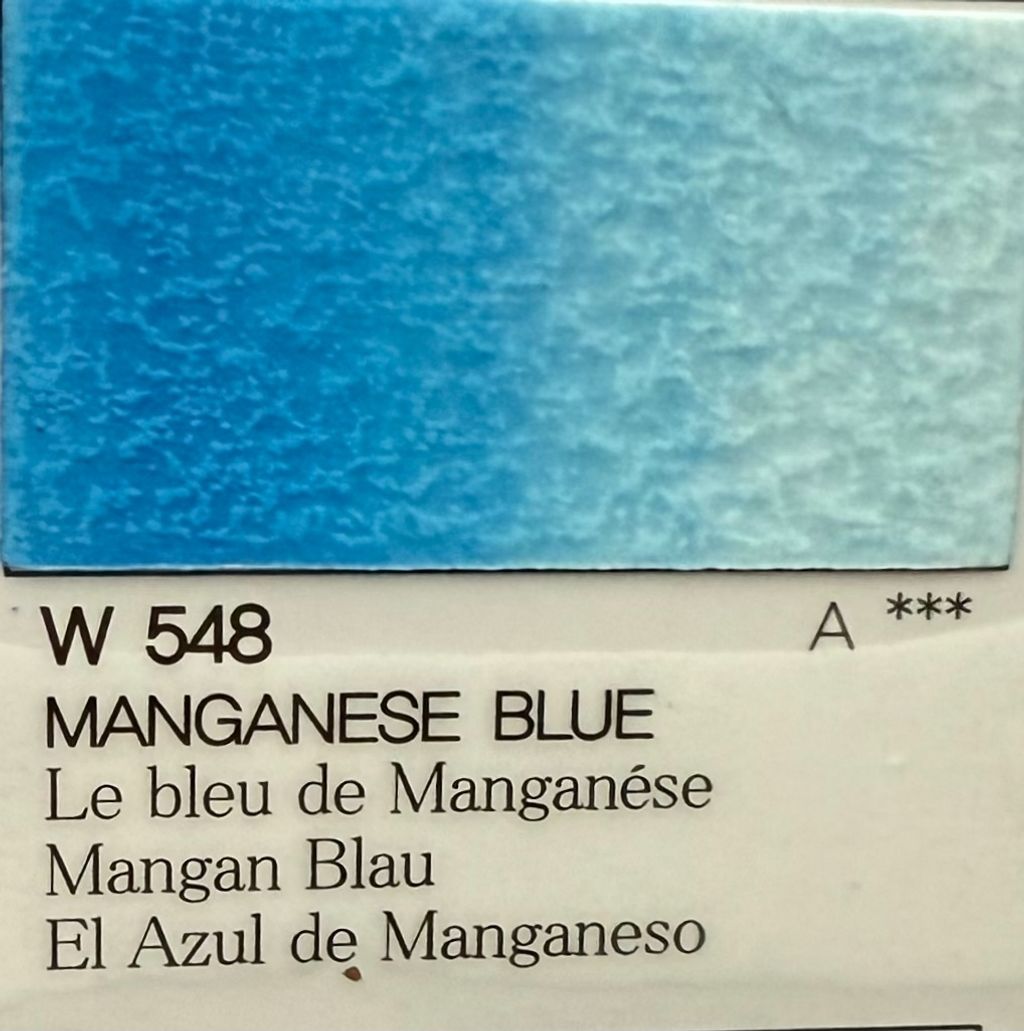 W 548 A ***
MANGANESE BLUE
Le bleu de Manganése
Mangan Blau
El Azul de Manganeso